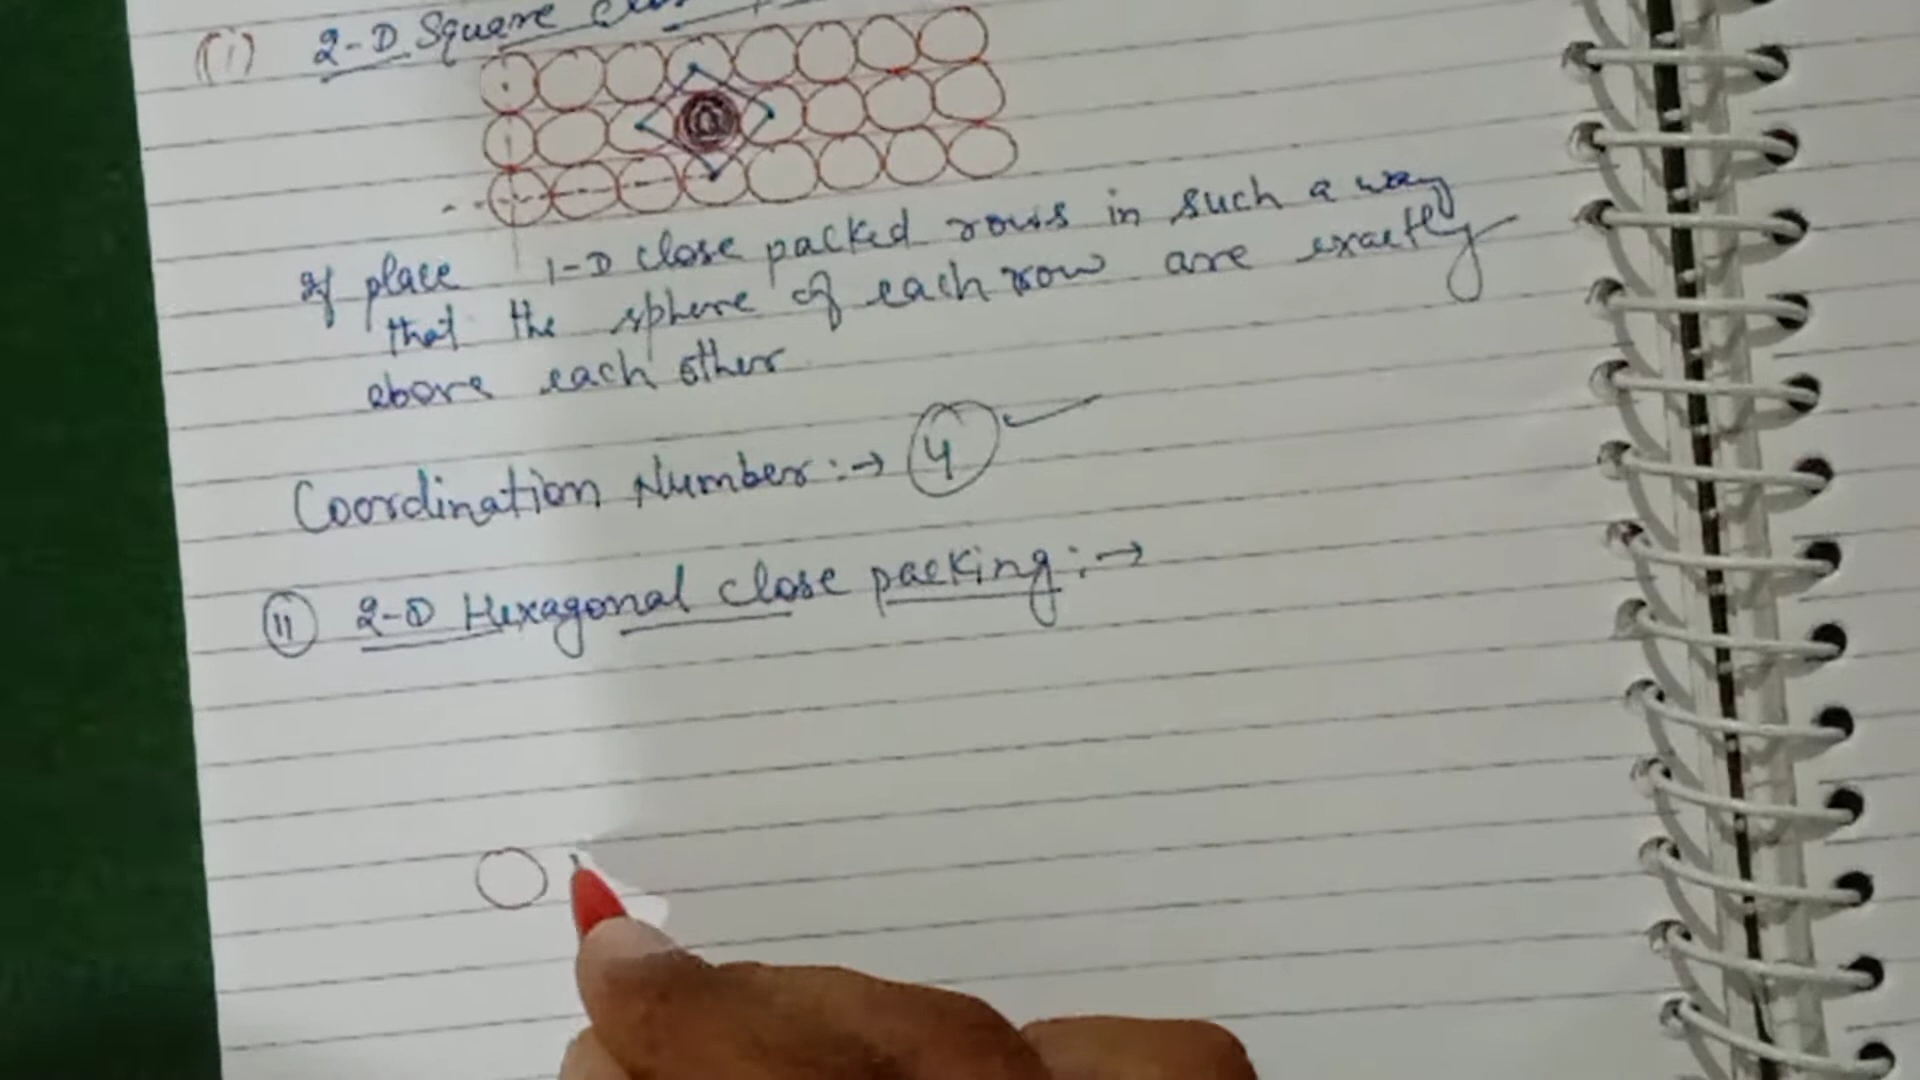 (i) 2-D Square
If place 1-D close packed rows in such a way
that the sphere of each row are exactly
above each other
Coordination Number :→ 4
(ii) 2-D Hexagonal close packing :→